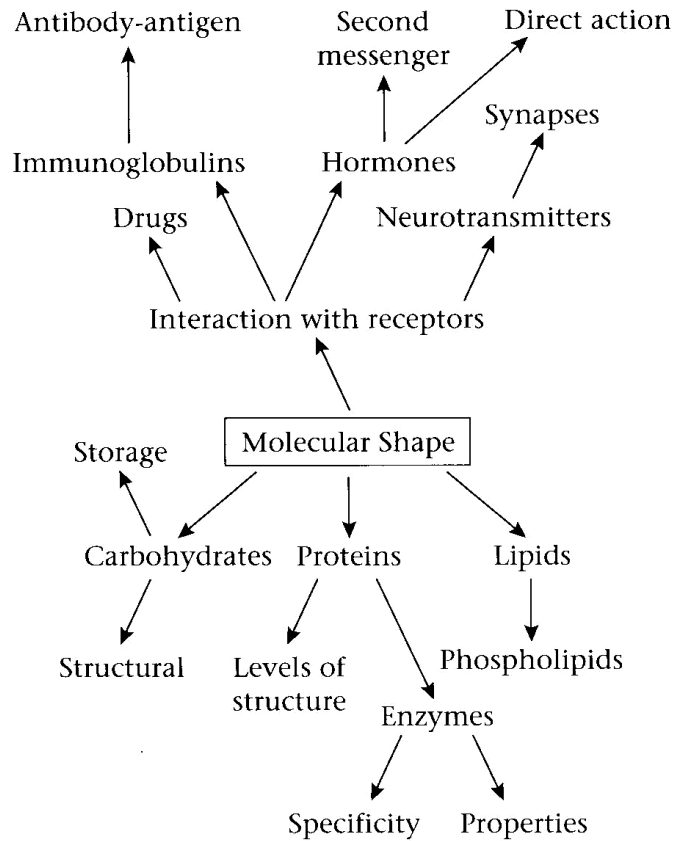 Antibody-antigen
Second
messenger
Direct action
Synapses
Immunoglobulins
Hormones
Drugs
Neurotransmitters
Interaction with receptors
Molecular Shape
Storage
Carbohydrates
Proteins
Lipids
Structural
Levels of
structure
Phospholipids
Enzymes
Specificity
Properties